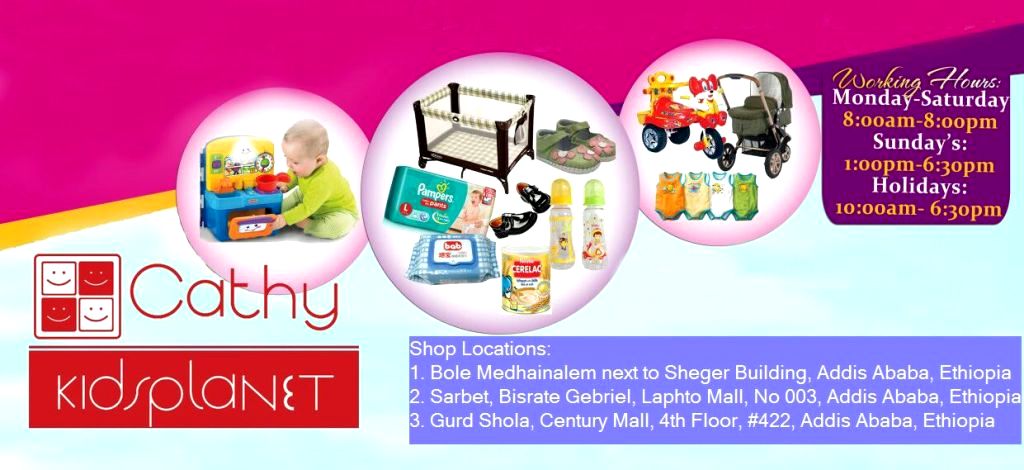 Working Hours:
Monday-Saturday
8:00am-8:00pm
Sunday's:
1:00pm-6:30pm
Holidays:
10:00am- 6:30pm
Pampers
pants
L
bab
NESTLE
CERELAC
Cathy
KIDSPLANET
Shop Locations:
1. Bole Medhainalem next to Sheger Building, Addis Ababa, Ethiopia
2. Sarbet, Bisrate Gebriel, Laphto Mall, No 003, Addis Ababa, Ethiopia
3. Gurd Shola, Century Mall, 4th Floor, #422, Addis Ababa, Ethiopia